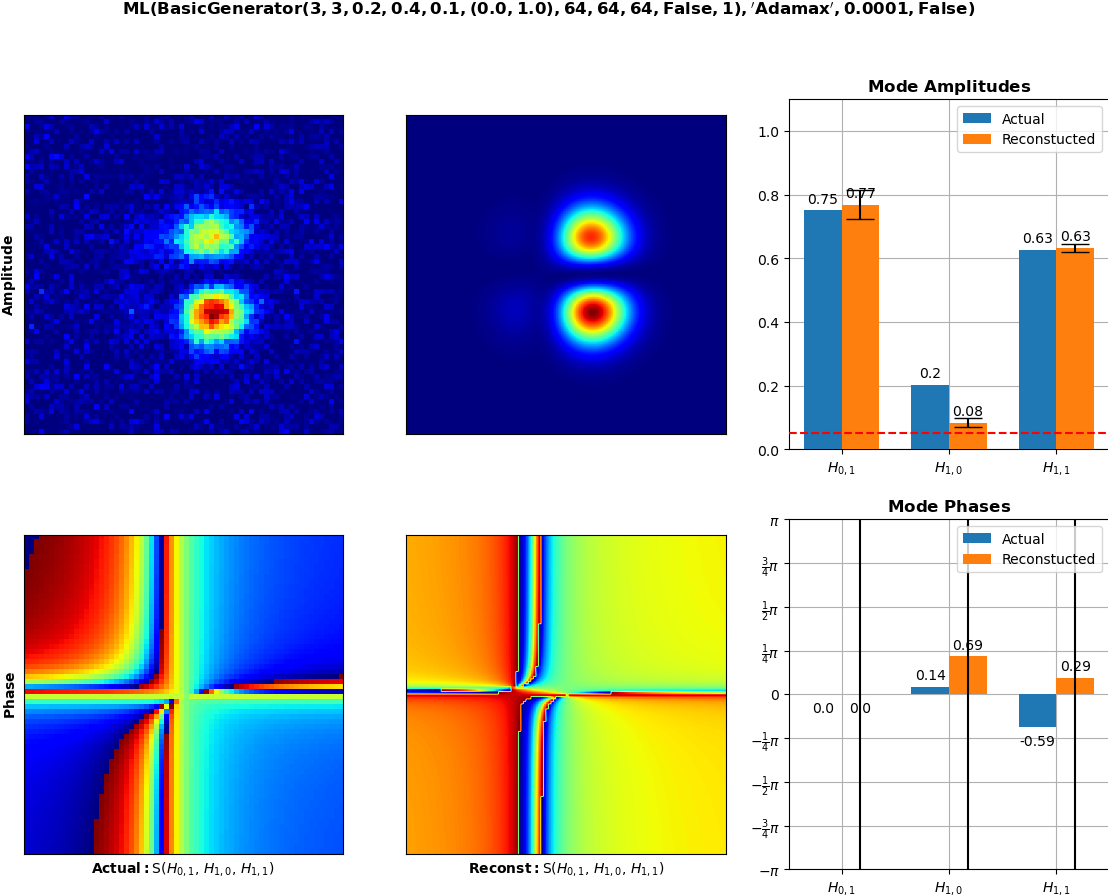 ML(BasicGenerator(3, 3, 0.2, 0.4, 0.1, (0.0, 1.0), 64, 64, 64, False, 1), 'Adamax', 0.0001, False)
Amplitude
Mode Amplitudes
Actual
Reconstucted
1.0
0.8
0.6
0.4
0.2
0.0
0.75
0.77
0.2
0.08
0.63
0.63
H0, 1
H1, 0
H1, 1
Phase
Actual: S(H0, 1, H1, 0, H1, 1)
Reconst: S(H0, 1, H1, 0, H1, 1)
Mode Phases
Actual
Reconstucted
π
3/4π
1/2π
1/4π
0
−1/4π
−1/2π
−3/4π
−π
0.0
0.0
0.14
0.69
-0.59
0.29
H0, 1
H1, 0
H1, 1